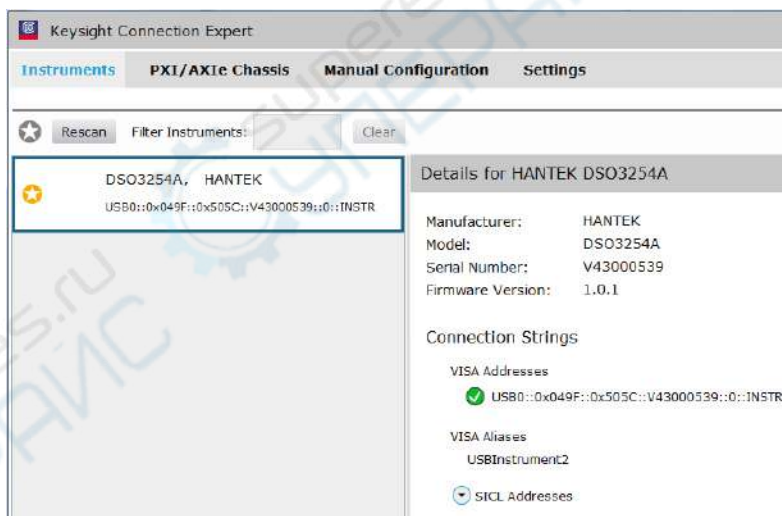 Keysight Connection Expert
Instruments PXI/AXIe Chassis Manual Configuration Settings
Rescan Filter Instruments: Clear
DSO3254A, HANTEK
USB0::0x049F::0x505C::V43000539::0::INSTR
Details for HANTEK DSO3254A
Manufacturer: HANTEK
Model: DSO3254A
Serial Number: V43000539
Firmware Version: 1.0.1
Connection Strings
VISA Addresses
USB0::0x049F::0x505C::V43000539::0::INSTR
VISA Aliases
USBInstrument2
SICL Addresses